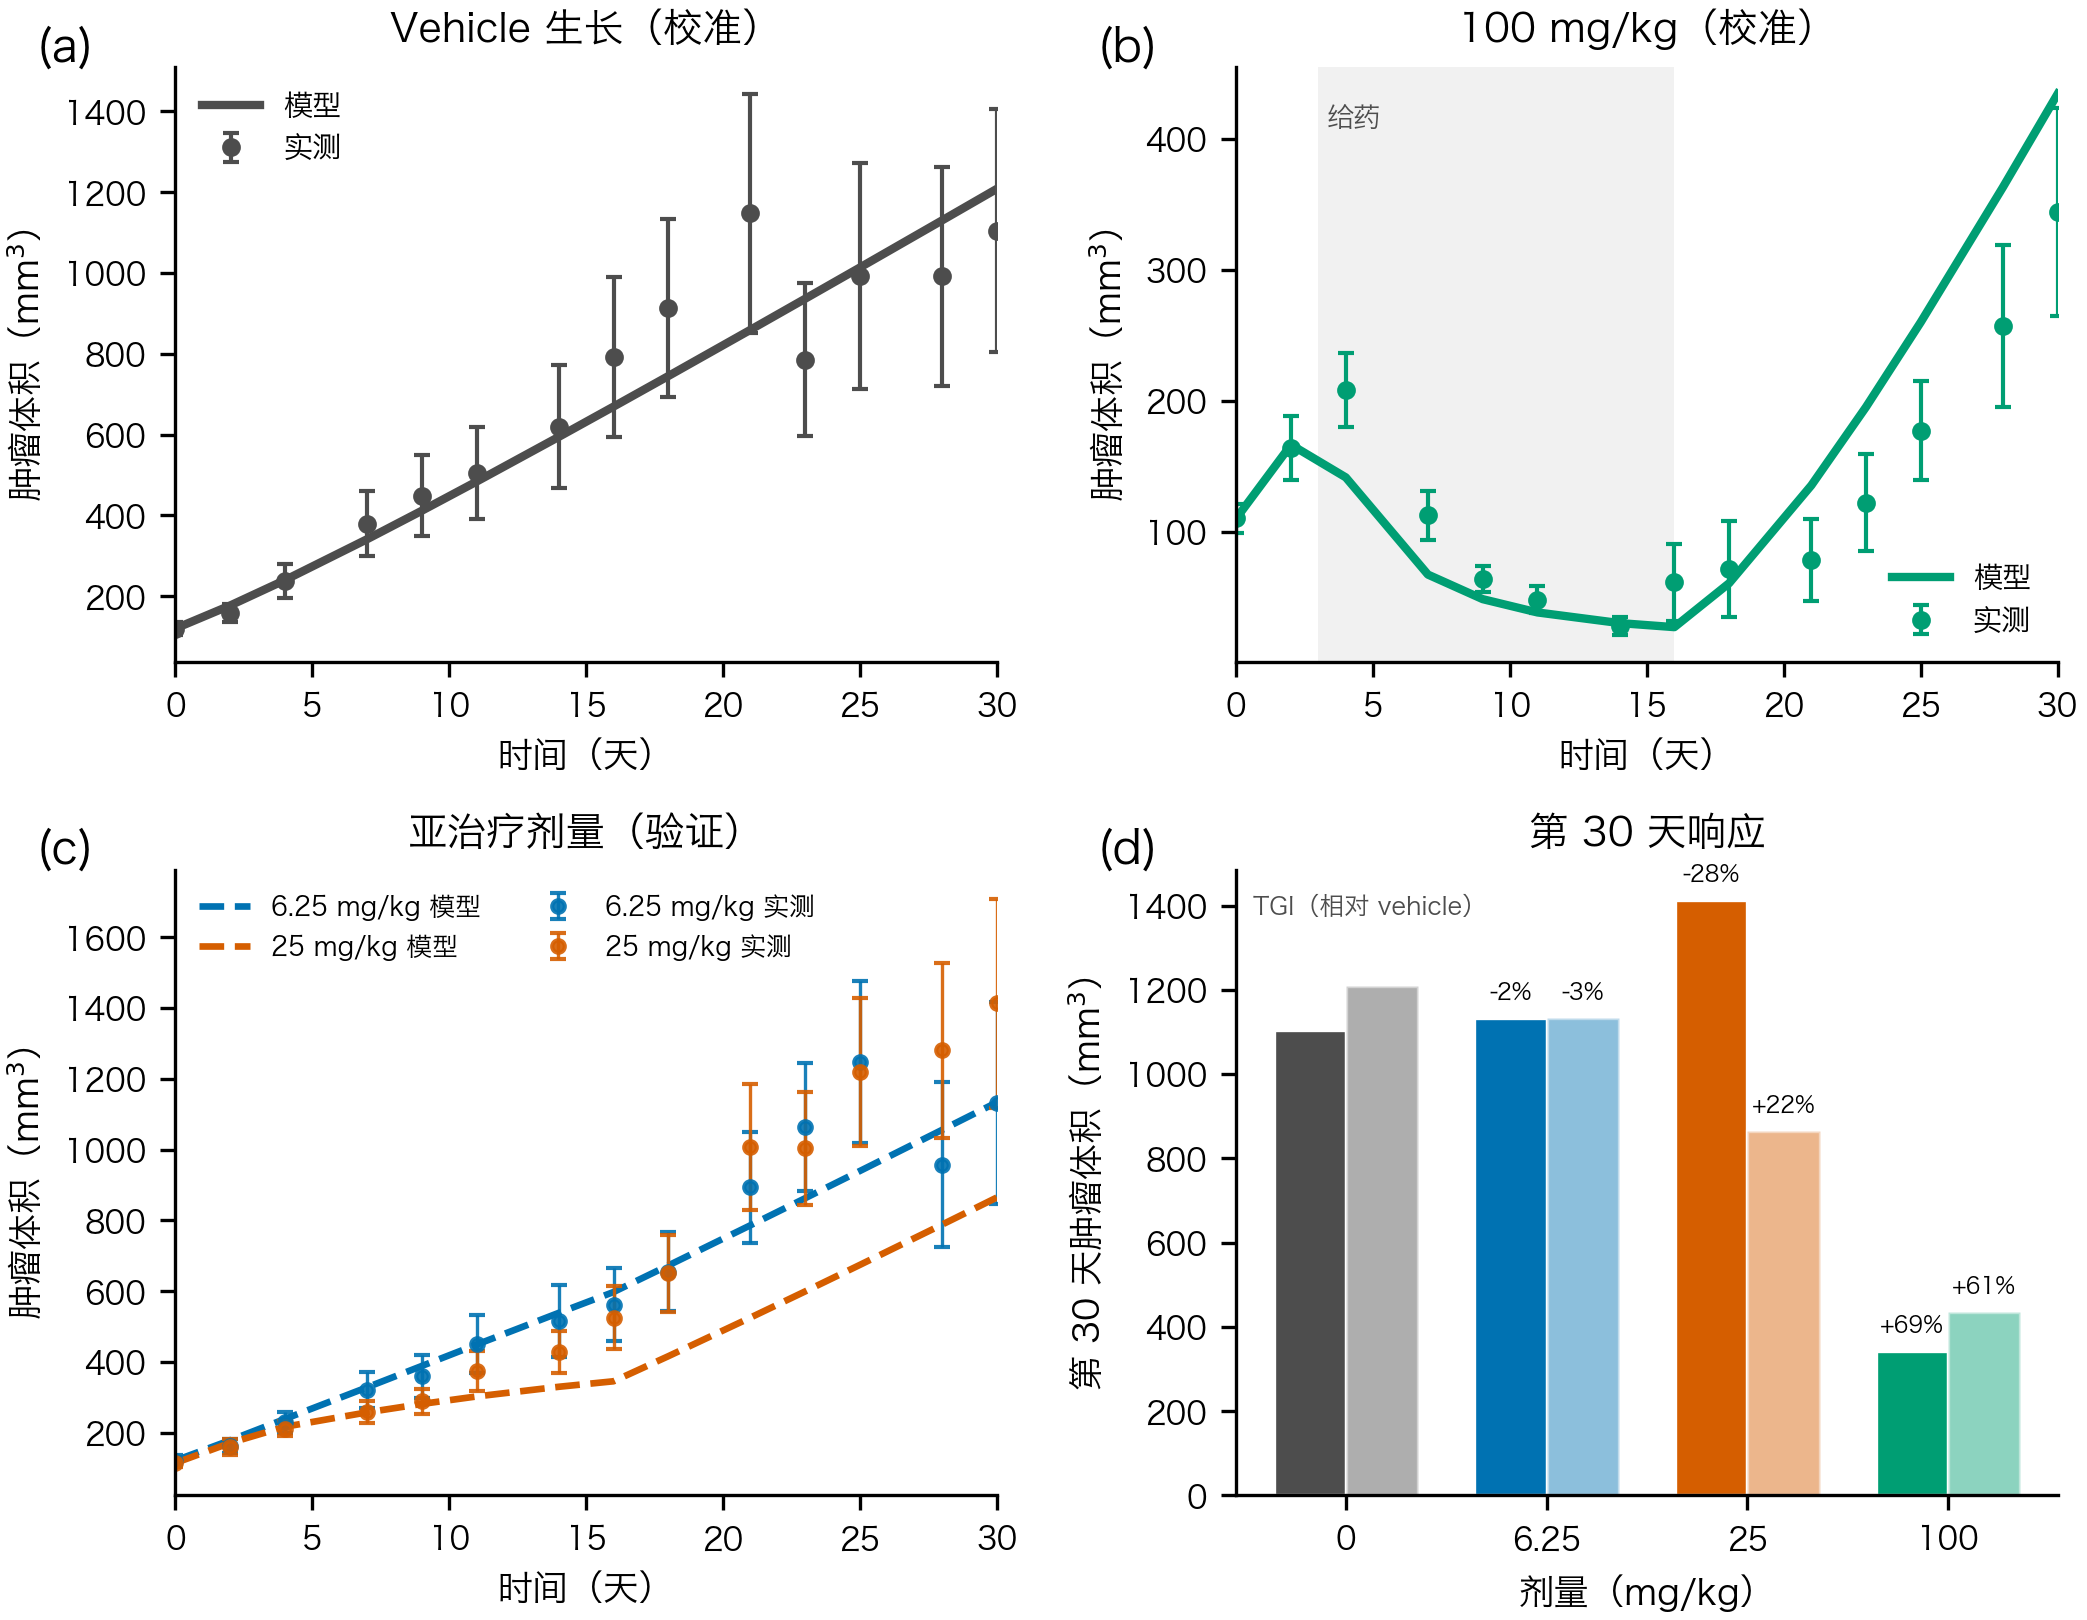 (a)
Vehicle 生长（校准）
模型
实测
肿瘤体积（mm³）
1400
1200
1000
800
600
400
200
0 5 10 15 20 25 30
时间（天）
(b)
100 mg/kg（校准）
给药
肿瘤体积（mm³）
400
300
200
100
模型
实测
0 5 10 15 20 25 30
时间（天）
(c)
亚治疗剂量（验证）
6.25 mg/kg 模型
25 mg/kg 模型
6.25 mg/kg 实测
25 mg/kg 实测
肿瘤体积（mm³）
1600
1400
1200
1000
800
600
400
200
0 5 10 15 20 25 30
时间（天）
(d)
第 30 天响应
TGI（相对 vehicle）
第 30 天肿瘤体积（mm³）
1400
1200
1000
800
600
400
200
0
-2%
-3%
-28%
+22%
+69%
+61%
0 6.25 25 100
剂量（mg/kg）